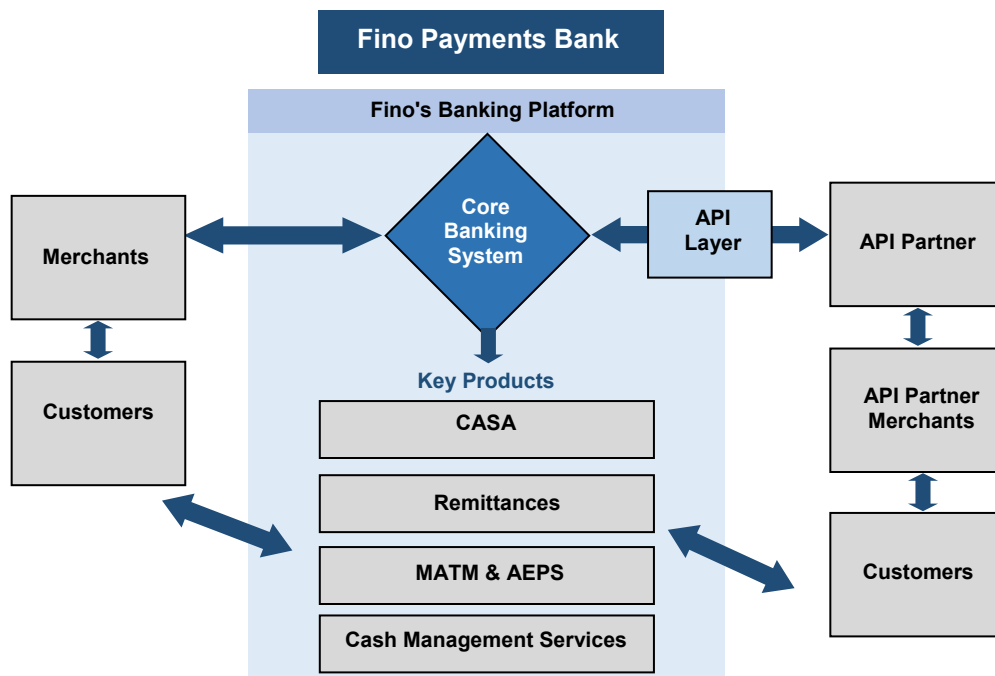 Fino Payments Bank
Fino's Banking Platform
Core
Banking
System
API
Layer
Merchants
API Partner
Customers
Key Products
API Partner
Merchants
CASA
Remittances
MATM & AEPS
Customers
Cash Management Services